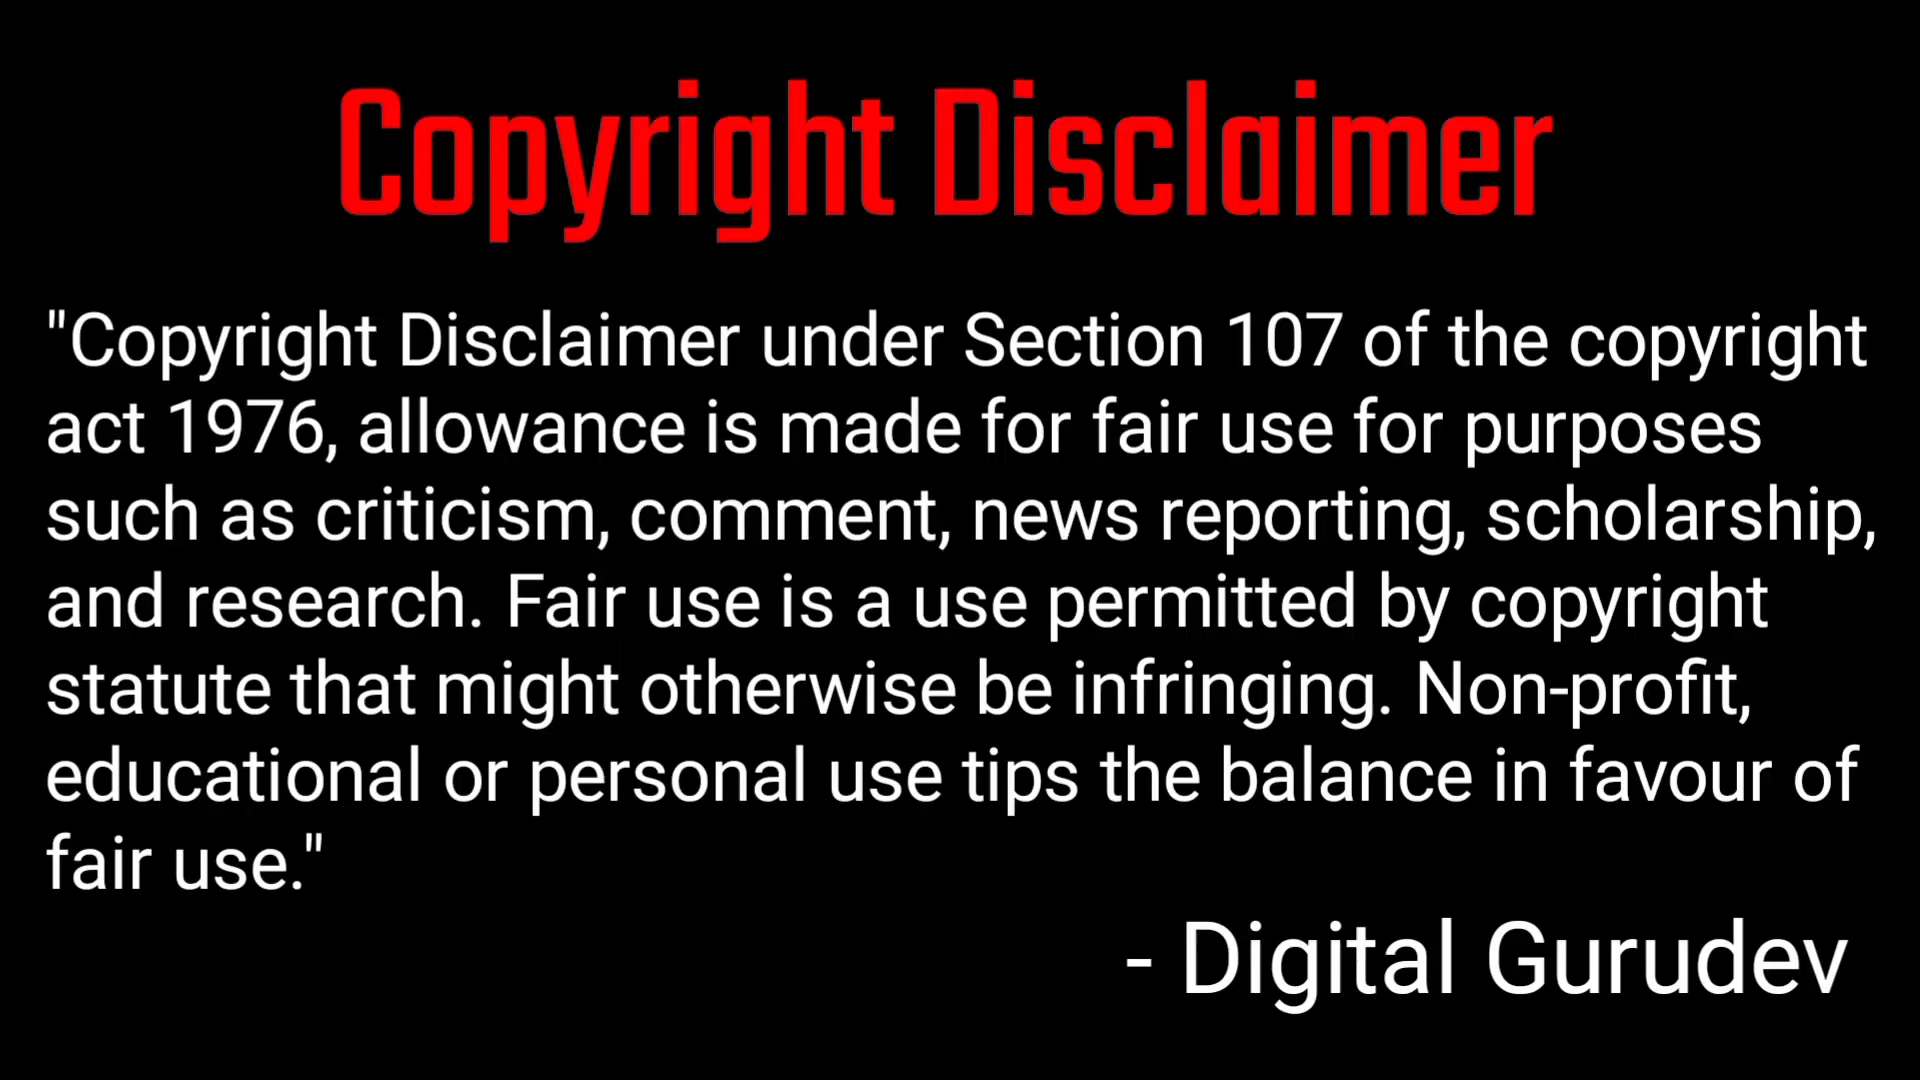 Copyright Disclaimer
"Copyright Disclaimer under Section 107 of the copyright
act 1976, allowance is made for fair use for purposes
such as criticism, comment, news reporting, scholarship,
and research. Fair use is a use permitted by copyright
statute that might otherwise be infringing. Non-profit,
educational or personal use tips the balance in favour of
fair use."
- Digital Gurudev